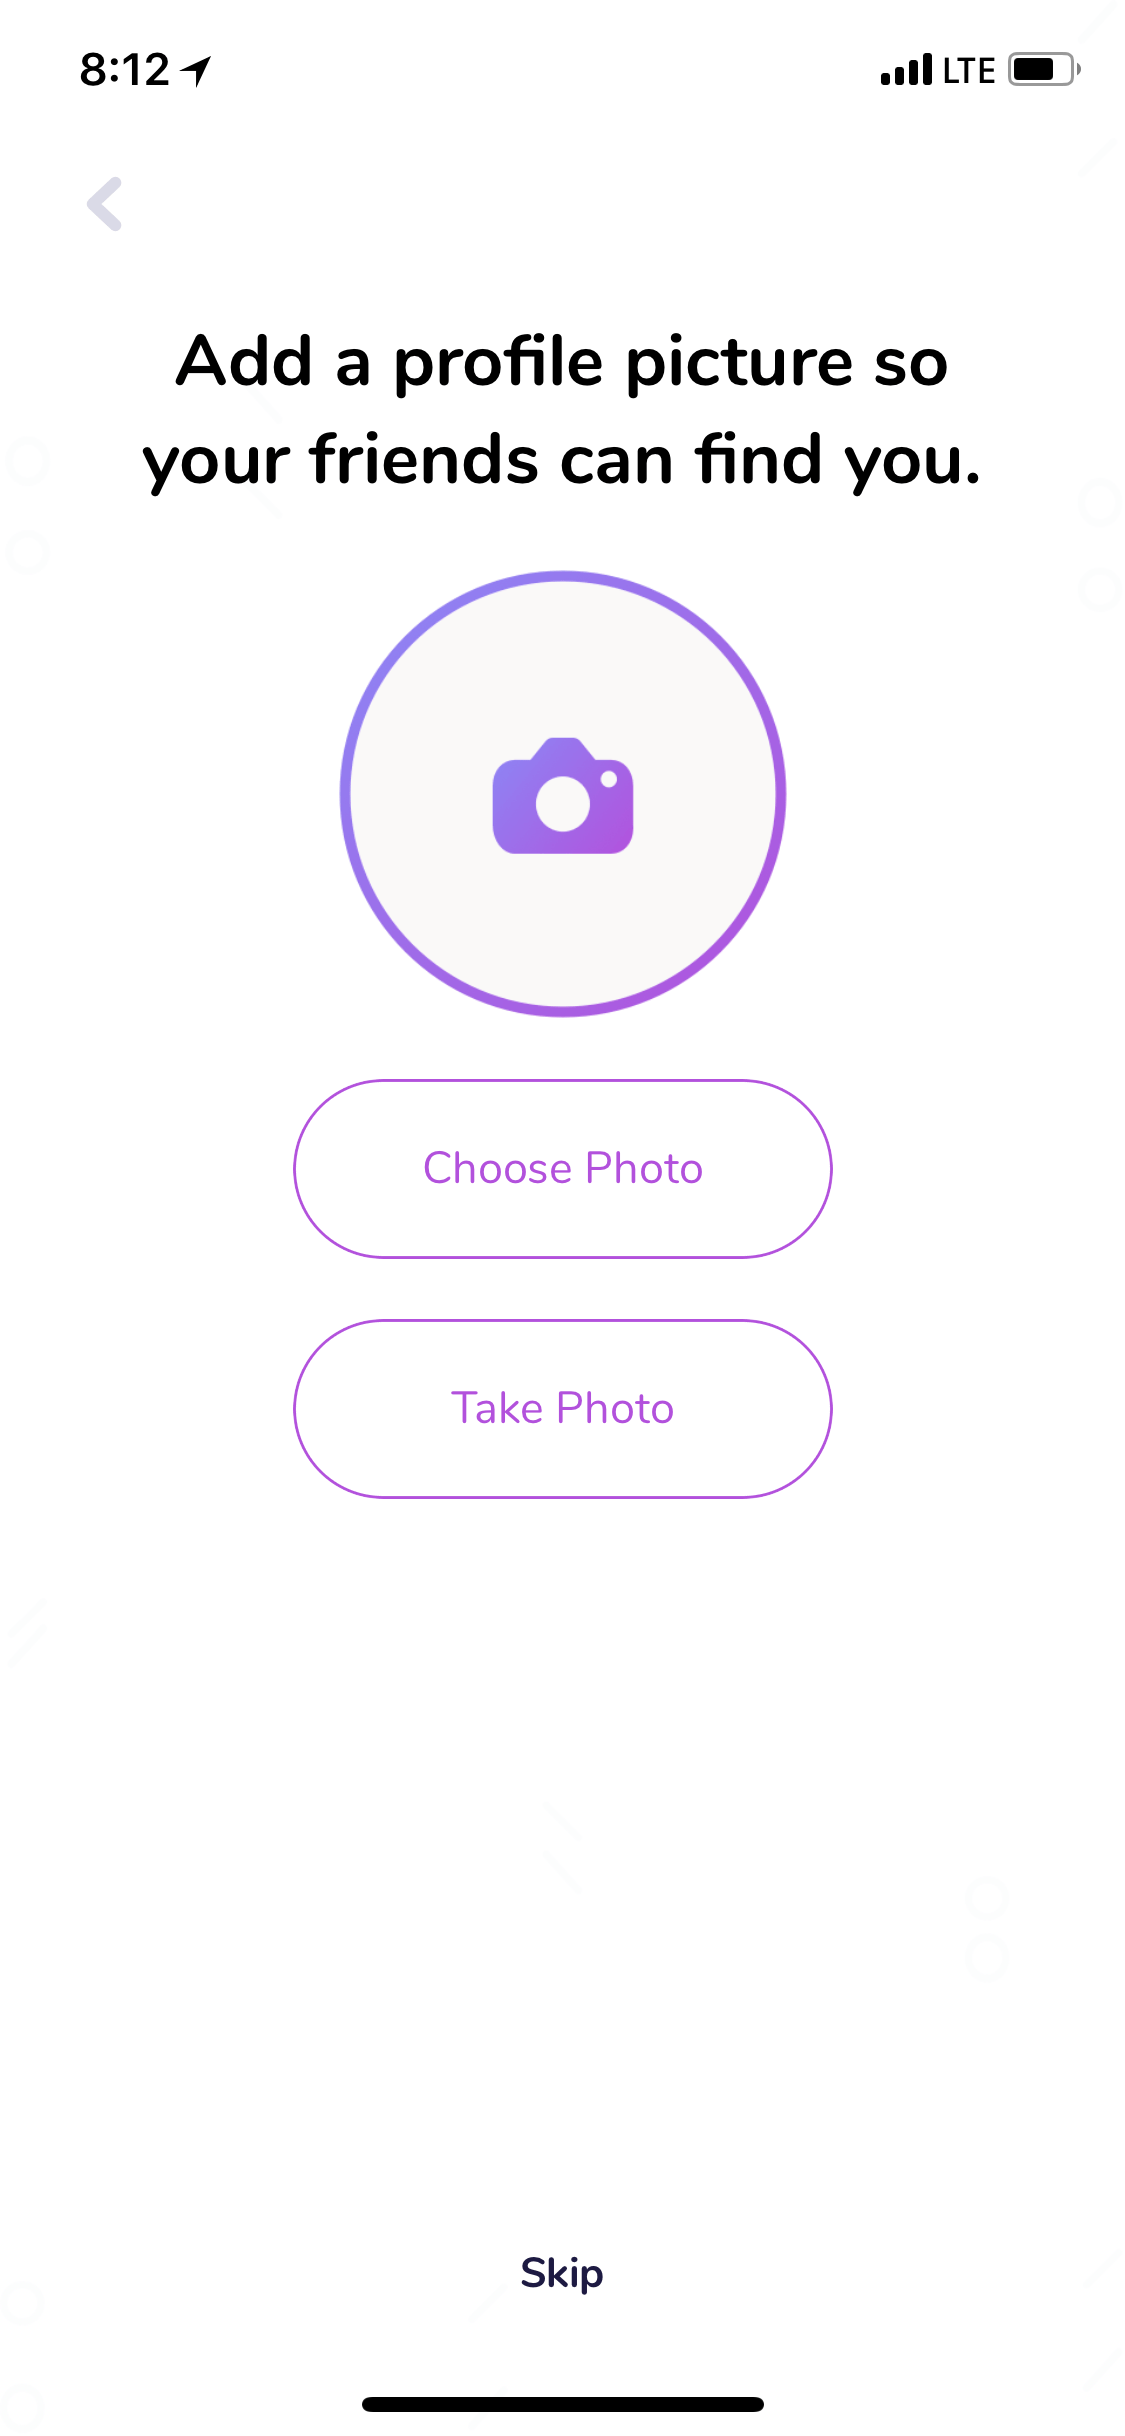 8:12 LTE
Add a profile picture so
your friends can find you.
Choose Photo
Take Photo
Skip